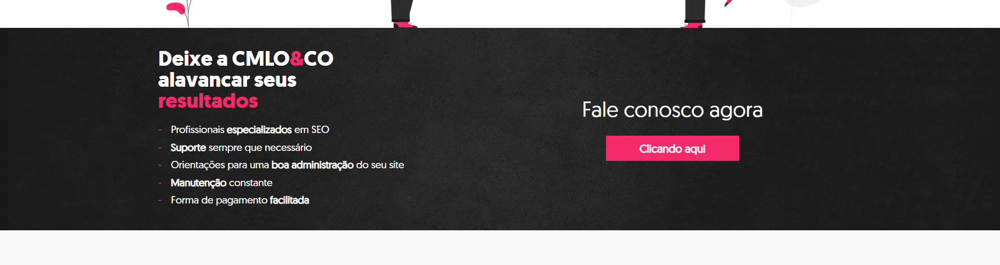 Deixe a CMLO&CO
alavancar seus
resultados
- Profissionais especializados em SEO
- Suporte sempre que necessário
- Orientações para uma boa administração do seu site
- Manutenção constante
- Forma de pagamento facilitada
Fale conosco agora
Clicando aqui